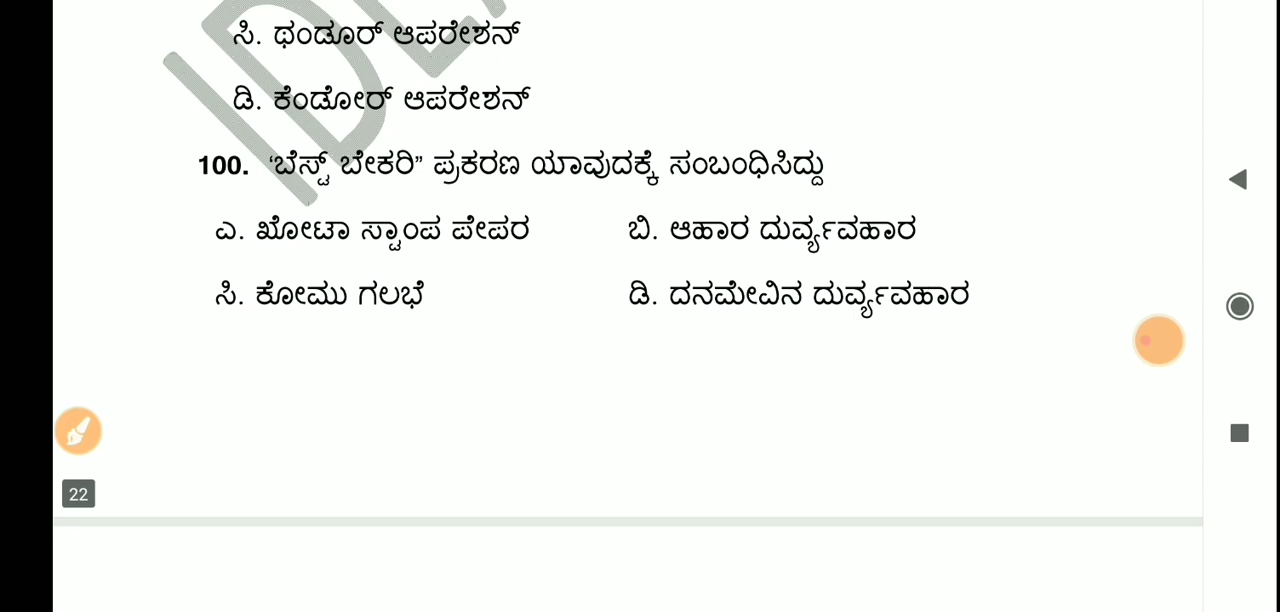 ಸಿ. ಥಂಡೂರ್ ಆಪರೇಶನ್
ಡಿ. ಕೆಂಡೋರ್ ಆಪರೇಶನ್
100. ‘ಬೆಸ್ಟ್ ಬೇಕರಿ” ಪ್ರಕರಣ ಯಾವುದಕ್ಕೆ ಸಂಬಂಧಿಸಿದ್ದು
ಎ. ಖೋಟಾ ಸ್ಟಾಂಪ ಪೇಪರ ಬಿ. ಆಹಾರ ದುರ್ವ್ಯವಹಾರ
ಸಿ. ಕೋಮು ಗಲಭೆ ಡಿ. ದನಮೇವಿನ ದುರ್ವ್ಯವಹಾರ
22